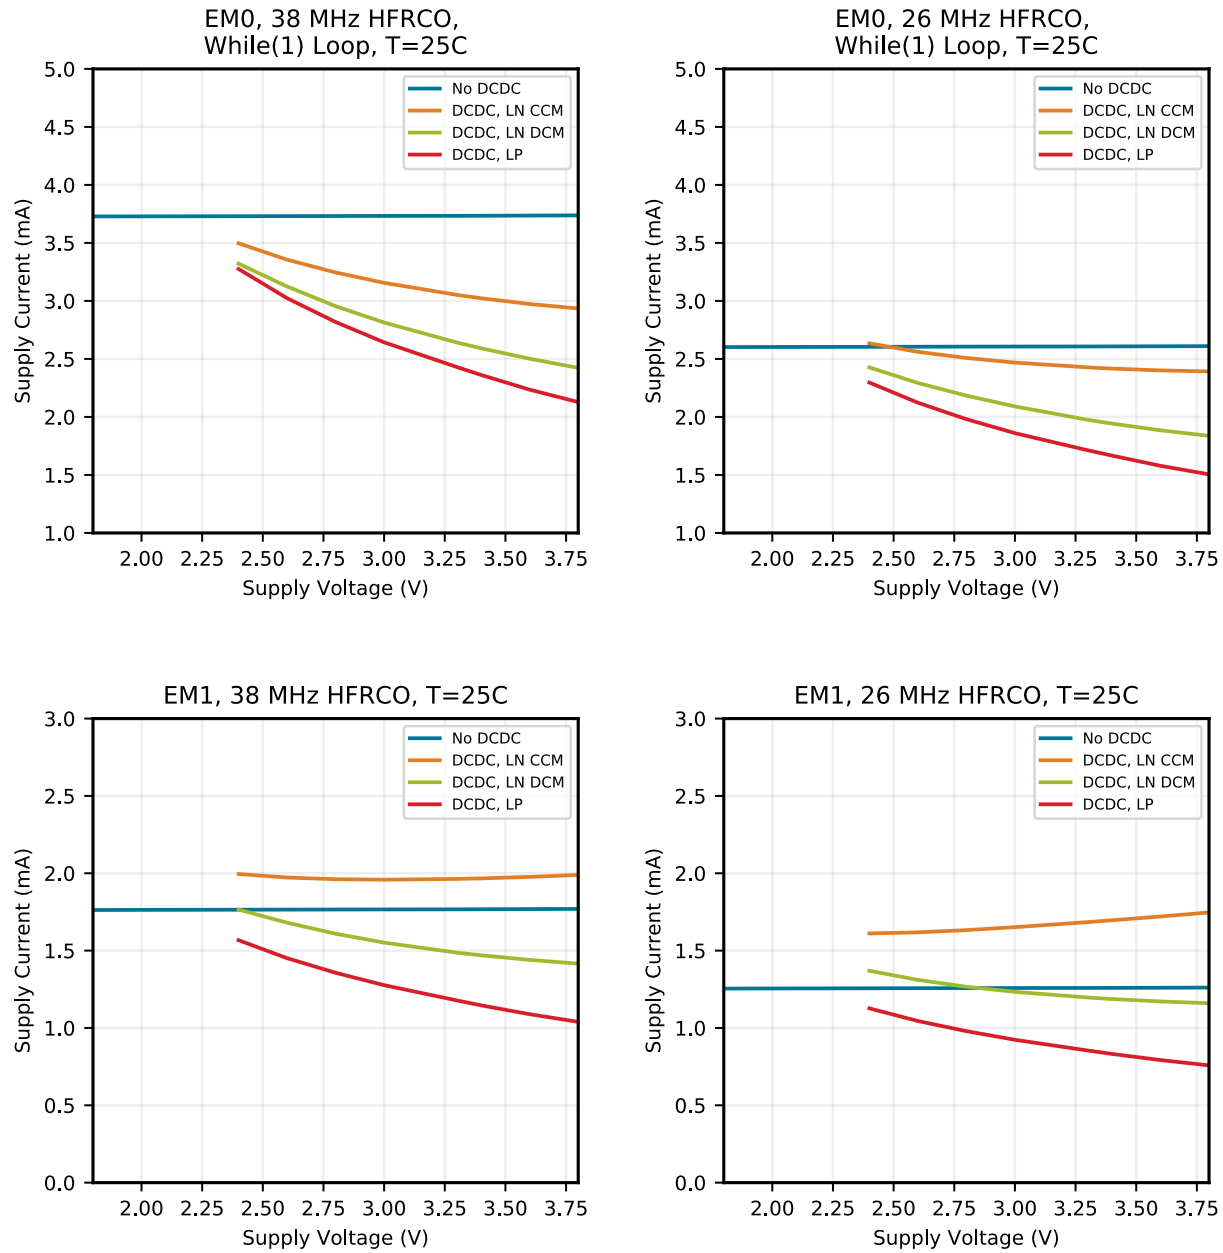 EM0, 38 MHz HFRCO,
While(1) Loop, T=25C
5.0
4.5
4.0
3.5
3.0
2.5
2.0
1.5
1.0
Supply Current (mA)
No DCDC
DCDC, LN CCM
DCDC, LN DCM
DCDC, LP
2.00 2.25 2.50 2.75 3.00 3.25 3.50 3.75
Supply Voltage (V)
EM0, 26 MHz HFRCO,
While(1) Loop, T=25C
5.0
4.5
4.0
3.5
3.0
2.5
2.0
1.5
1.0
Supply Current (mA)
No DCDC
DCDC, LN CCM
DCDC, LN DCM
DCDC, LP
2.00 2.25 2.50 2.75 3.00 3.25 3.50 3.75
Supply Voltage (V)
EM1, 38 MHz HFRCO, T=25C
3.0
2.5
2.0
1.5
1.0
0.5
0.0
Supply Current (mA)
No DCDC
DCDC, LN CCM
DCDC, LN DCM
DCDC, LP
2.00 2.25 2.50 2.75 3.00 3.25 3.50 3.75
Supply Voltage (V)
EM1, 26 MHz HFRCO, T=25C
3.0
2.5
2.0
1.5
1.0
0.5
0.0
Supply Current (mA)
No DCDC
DCDC, LN CCM
DCDC, LN DCM
DCDC, LP
2.00 2.25 2.50 2.75 3.00 3.25 3.50 3.75
Supply Voltage (V)